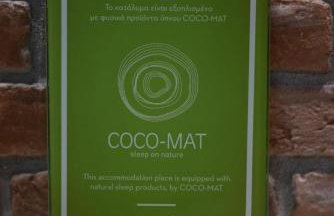 Το κατάλυμα είναι εξοπλισμένο
με φυσικά προϊόντα ύπνου COCO-MAT
COCO-MAT
sleep on nature
This accommodation place is equipped with
natural sleep products, by COCO-MAT